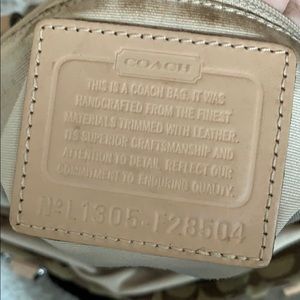 COACH
THIS IS A COACH BAG. IT WAS
HANDCRAFTED FROM THE FINEST
MATERIALS TRIMMED WITH LEATHER.
ITS SUPERIOR CRAFTSMANSHIP AND
ATTENTION TO DETAIL REFLECT OUR
COMMITMENT TO ENDURING QUALITY.
Nº L1305-F28504